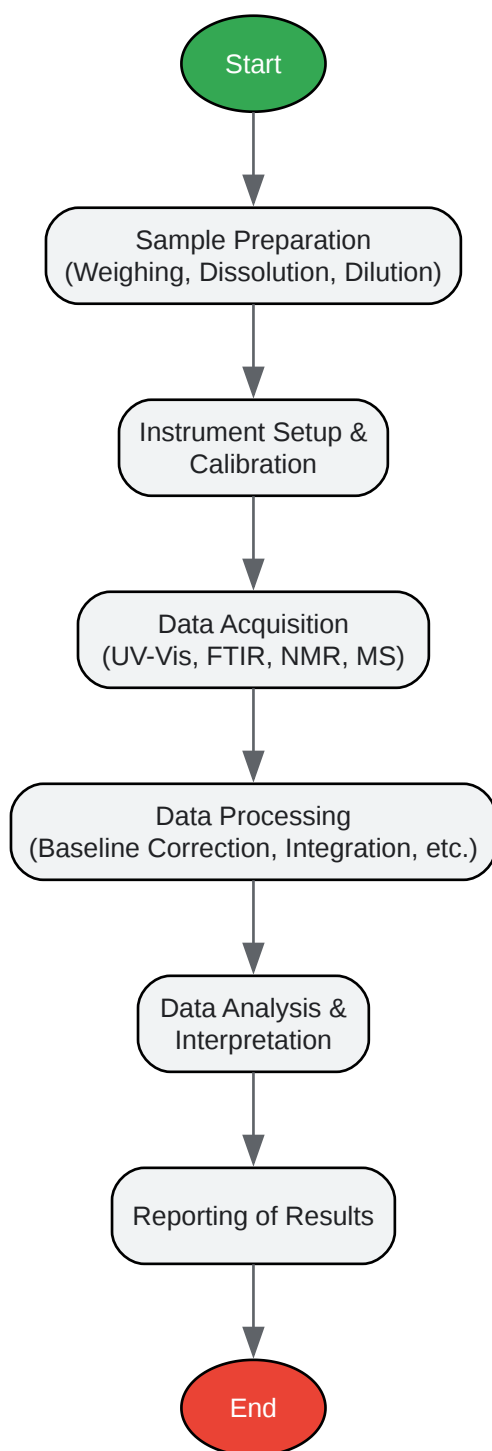 Start
Sample Preparation
(Weighing, Dissolution, Dilution)
Instrument Setup &
Calibration
Data Acquisition
(UV-Vis, FTIR, NMR, MS)
Data Processing
(Baseline Correction, Integration, etc.)
Data Analysis &
Interpretation
Reporting of Results
End